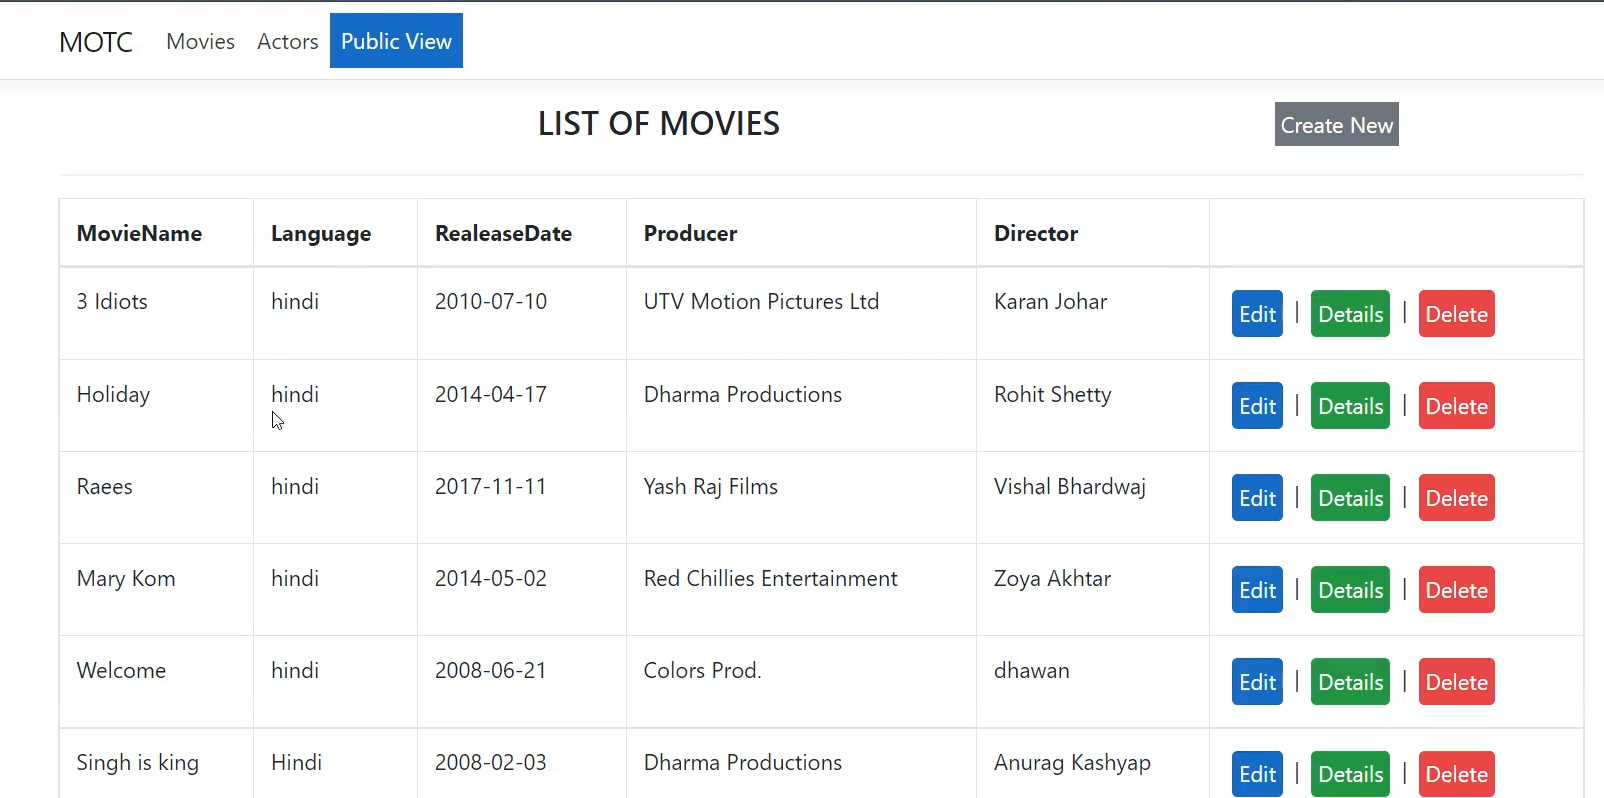 MOTC Movies Actors Public View
LIST OF MOVIES Create New
MovieName Language RealeaseDate Producer Director
3 Idiots hindi 2010-07-10 UTV Motion Pictures Ltd Karan Johar Edit | Details | Delete
Holiday hindi 2014-04-17 Dharma Productions Rohit Shetty Edit | Details | Delete
Raees hindi 2017-11-11 Yash Raj Films Vishal Bhardwaj Edit | Details | Delete
Mary Kom hindi 2014-05-02 Red Chillies Entertainment Zoya Akhtar Edit | Details | Delete
Welcome hindi 2008-06-21 Colors Prod. dhawan Edit | Details | Delete
Singh is king Hindi 2008-02-03 Dharma Productions Anurag Kashyap Edit | Details | Delete